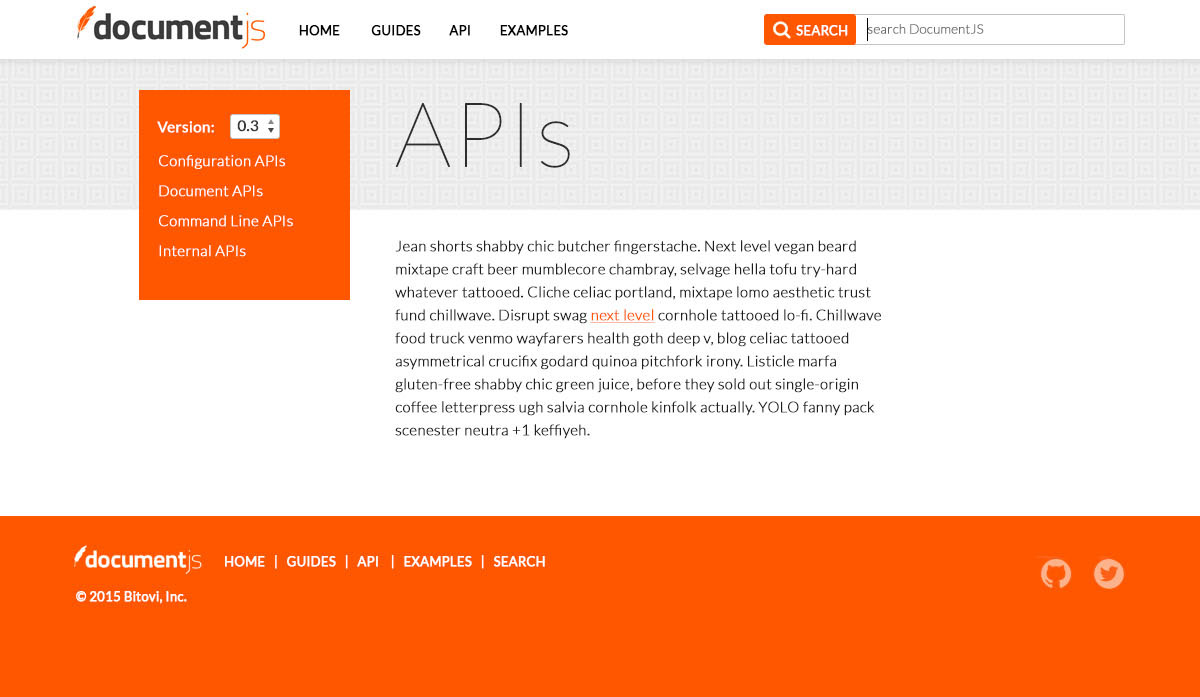 documentjs
HOME GUIDES API EXAMPLES
SEARCH search DocumentJS
Version: 0.3
Configuration APIs
Document APIs
Command Line APIs
Internal APIs
APIs
Jean shorts shabby chic butcher fingerstache. Next level vegan beard
mixtape craft beer mumblecore chambray, selvage hella tofu try-hard
whatever tattooed. Cliche celiac portland, mixtape lomo aesthetic trust
fund chillwave. Disrupt swag next level cornhole tattooed lo-fi. Chillwave
food truck venmo wayfarers health goth deep v, blog celiac tattooed
asymmetrical crucifix godard quinoa pitchfork irony. Listicle marfa
gluten-free shabby chic green juice, before they sold out single-origin
coffee letterpress ugh salvia cornhole kinfolk actually. YOLO fanny pack
scenester neutra +1 keffiyeh.
documentjs HOME | GUIDES | API | EXAMPLES | SEARCH
© 2015 Bitovi, Inc.